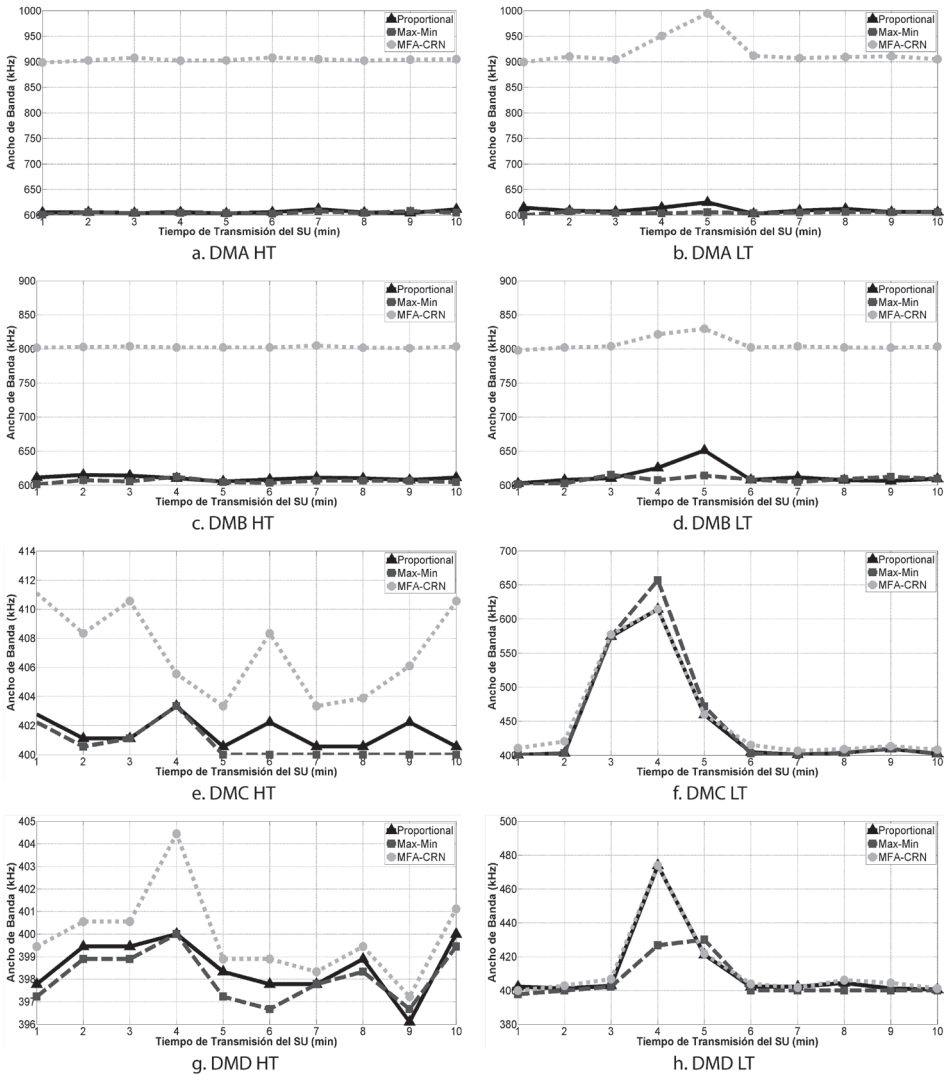 1000
950
900
850
800
750
700
650
600
Ancho de Banda (kHz)
Proportional
Max-Min
MFA-CRN
1 2 3 4 5 6 7 8 9 10
Tiempo de Transmisión del SU (min)
a. DMA HT
1000
950
900
850
800
750
700
650
600
Ancho de Banda (kHz)
Proportional
Max-Min
MFA-CRN
1 2 3 4 5 6 7 8 9 10
Tiempo de Transmisión del SU (min)
b. DMA LT
900
850
800
750
700
650
600
Ancho de Banda (kHz)
Proportional
Max-Min
MFA-CRN
1 2 3 4 5 6 7 8 9 10
Tiempo de Transmisión del SU (min)
c. DMB HT
900
850
800
750
700
650
600
Ancho de Banda (kHz)
Proportional
Max-Min
MFA-CRN
1 2 3 4 5 6 7 8 9 10
Tiempo de Transmisión del SU (min)
d. DMB LT
414
412
410
408
406
404
402
400
Ancho de Banda (kHz)
Proportional
Max-Min
MFA-CRN
1 2 3 4 5 6 7 8 9 10
Tiempo de Transmisión del SU (min)
e. DMC HT
700
650
600
550
500
450
400
Ancho de Banda (kHz)
Proportional
Max-Min
MFA-CRN
1 2 3 4 5 6 7 8 9 10
Tiempo de Transmisión del SU (min)
f. DMC LT
405
404
403
402
401
400
399
398
397
396
Ancho de Banda (kHz)
Proportional
Max-Min
MFA-CRN
1 2 3 4 5 6 7 8 9 10
Tiempo de Transmisión del SU (min)
g. DMD HT
500
480
460
440
420
400
380
Ancho de Banda (kHz)
Proportional
Max-Min
MFA-CRN
1 2 3 4 5 6 7 8 9 10
Tiempo de Transmisión del SU (min)
h. DMD LT